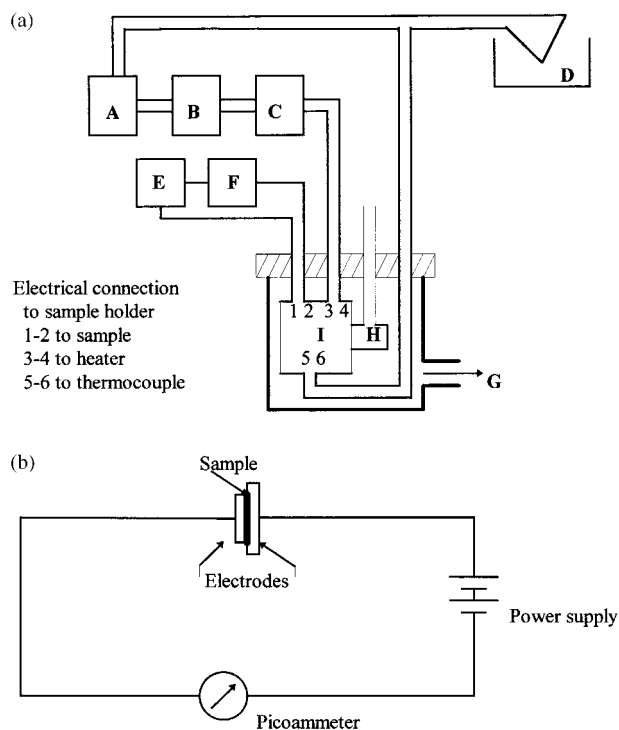 (a)
D
A B C
E F
Electrical connection
to sample holder
1-2 to sample
3-4 to heater
5-6 to thermocouple
1 2 3 4
I
H
5 6
G
(b)
Sample
Electrodes
Power supply
Picoammeter